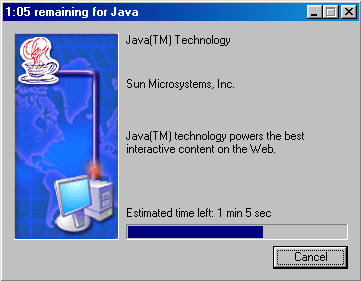 1:05 remaining for Java
Java(TM) Technology
Sun Microsystems, Inc.
Java(TM) technology powers the best
interactive content on the Web.
Estimated time left: 1 min 5 sec
Cancel